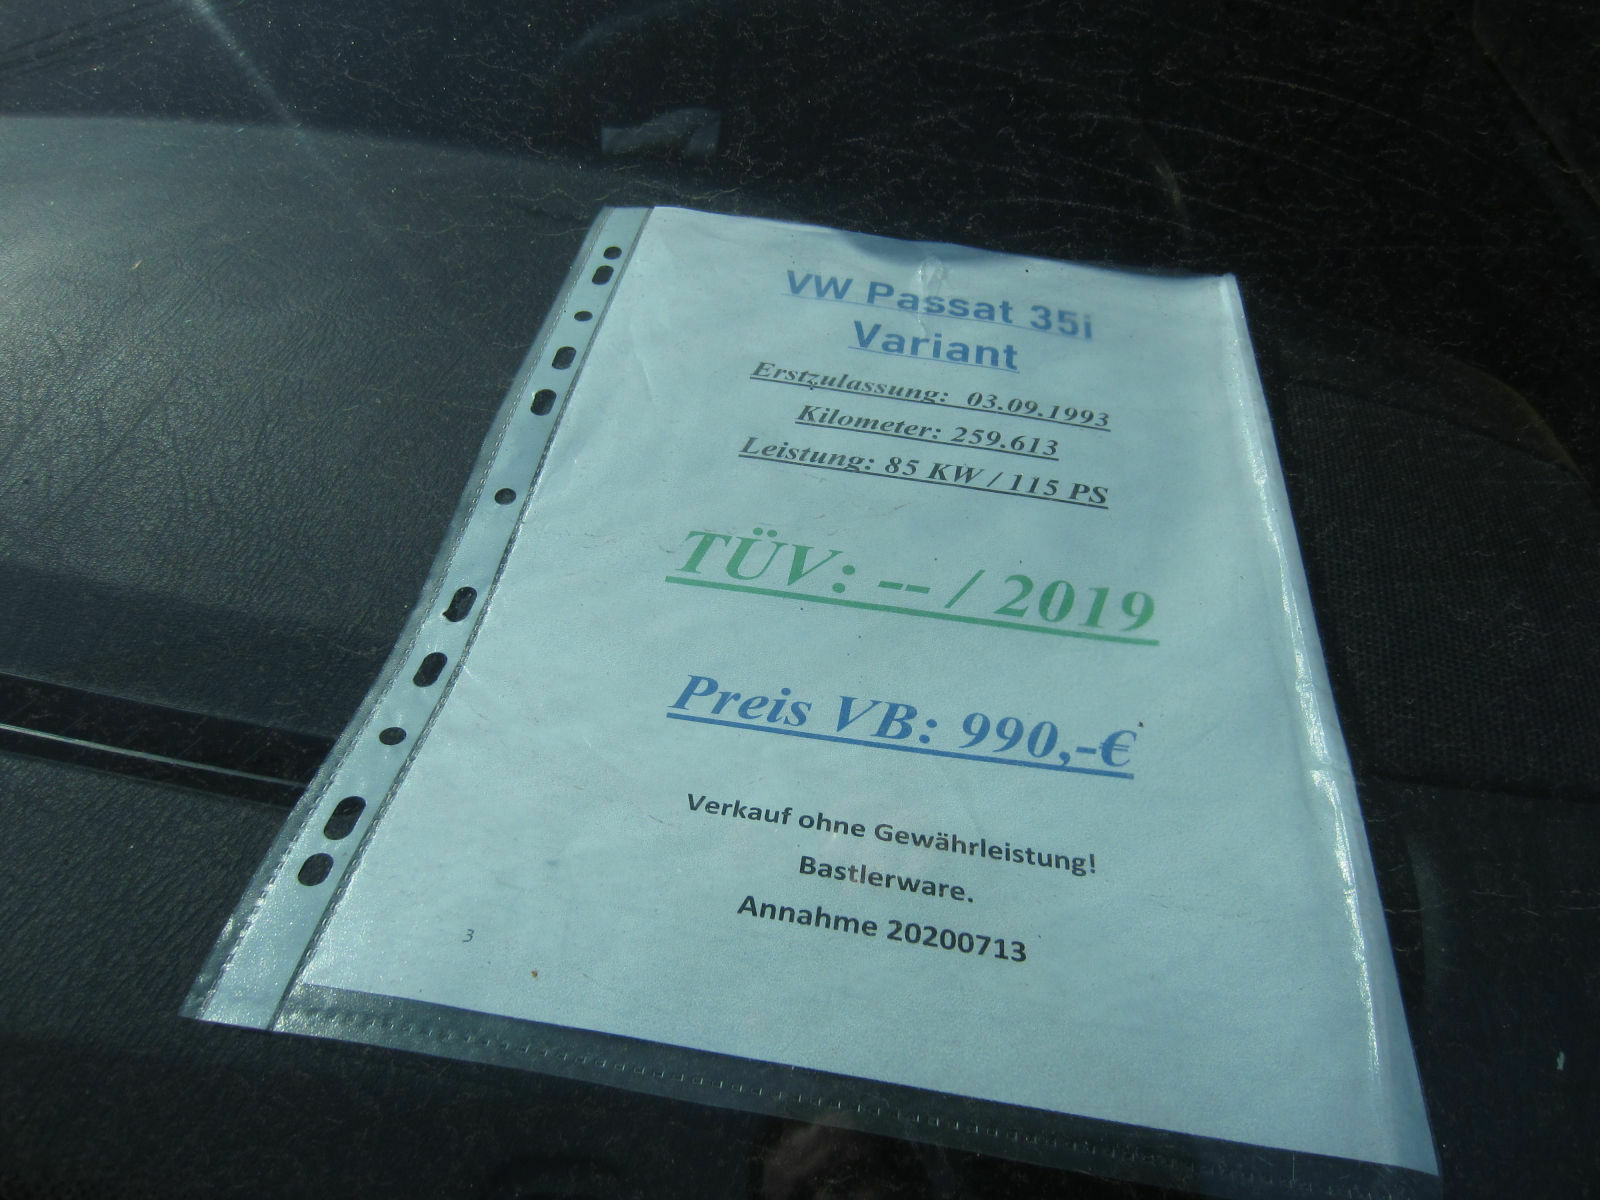 VW Passat 35i
Variant
Erstzulassung: 03.09.1993
Kilometer: 259.613
Leistung: 85 KW / 115 PS
TÜV: -- / 2019
Preis VB: 990,-€
Verkauf ohne Gewährleistung!
Bastlerware.
Annahme 20200713
3